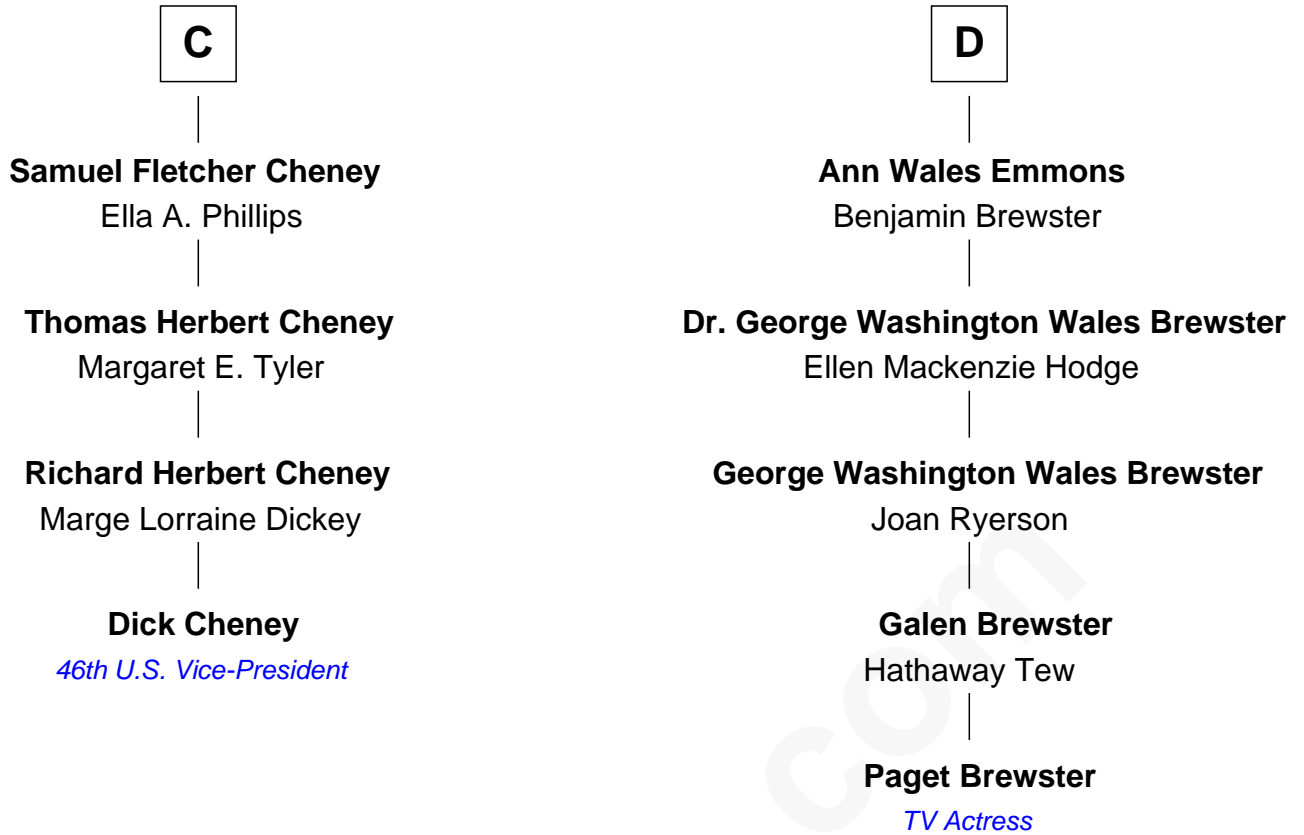 C
Samuel Fletcher Cheney
Ella A. Phillips
Thomas Herbert Cheney
Margaret E. Tyler
Richard Herbert Cheney
Marge Lorraine Dickey
Dick Cheney
46th U.S. Vice-President
D
Ann Wales Emmons
Benjamin Brewster
Dr. George Washington Wales Brewster
Ellen Mackenzie Hodge
George Washington Wales Brewster
Joan Ryerson
Galen Brewster
Hathaway Tew
Paget Brewster
TV Actress
com